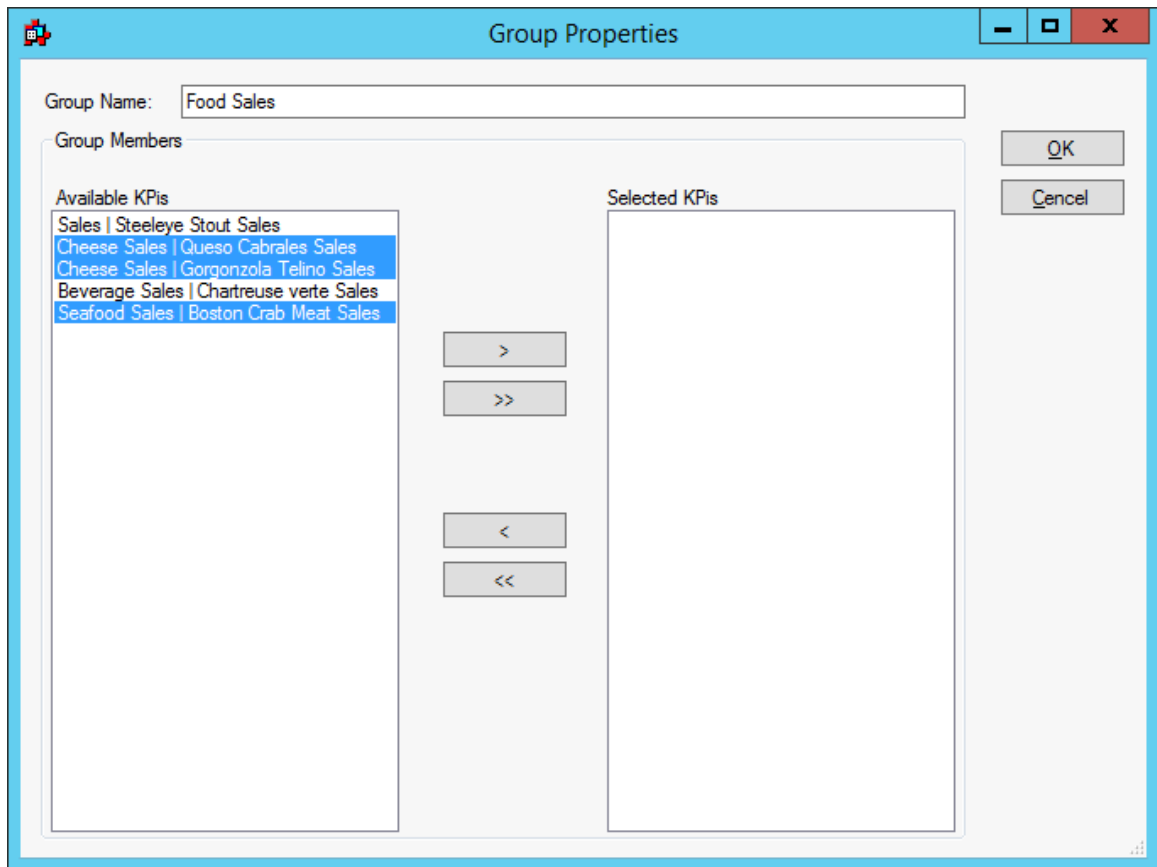 Group Properties
X
Group Name: Food Sales
Group Members
OK
Cencel
Available KPis
Selected KPis
Sales | Steeleye Stout Sales
Cheese Sales | Queso Cabrales Sales
Cheese Sales | Gorgonzola Telino Sales
Beverage Sales | Chartreuse verte Sales
Seafood Sales | Boston Crab Meat Sales
>
>>
<
<<